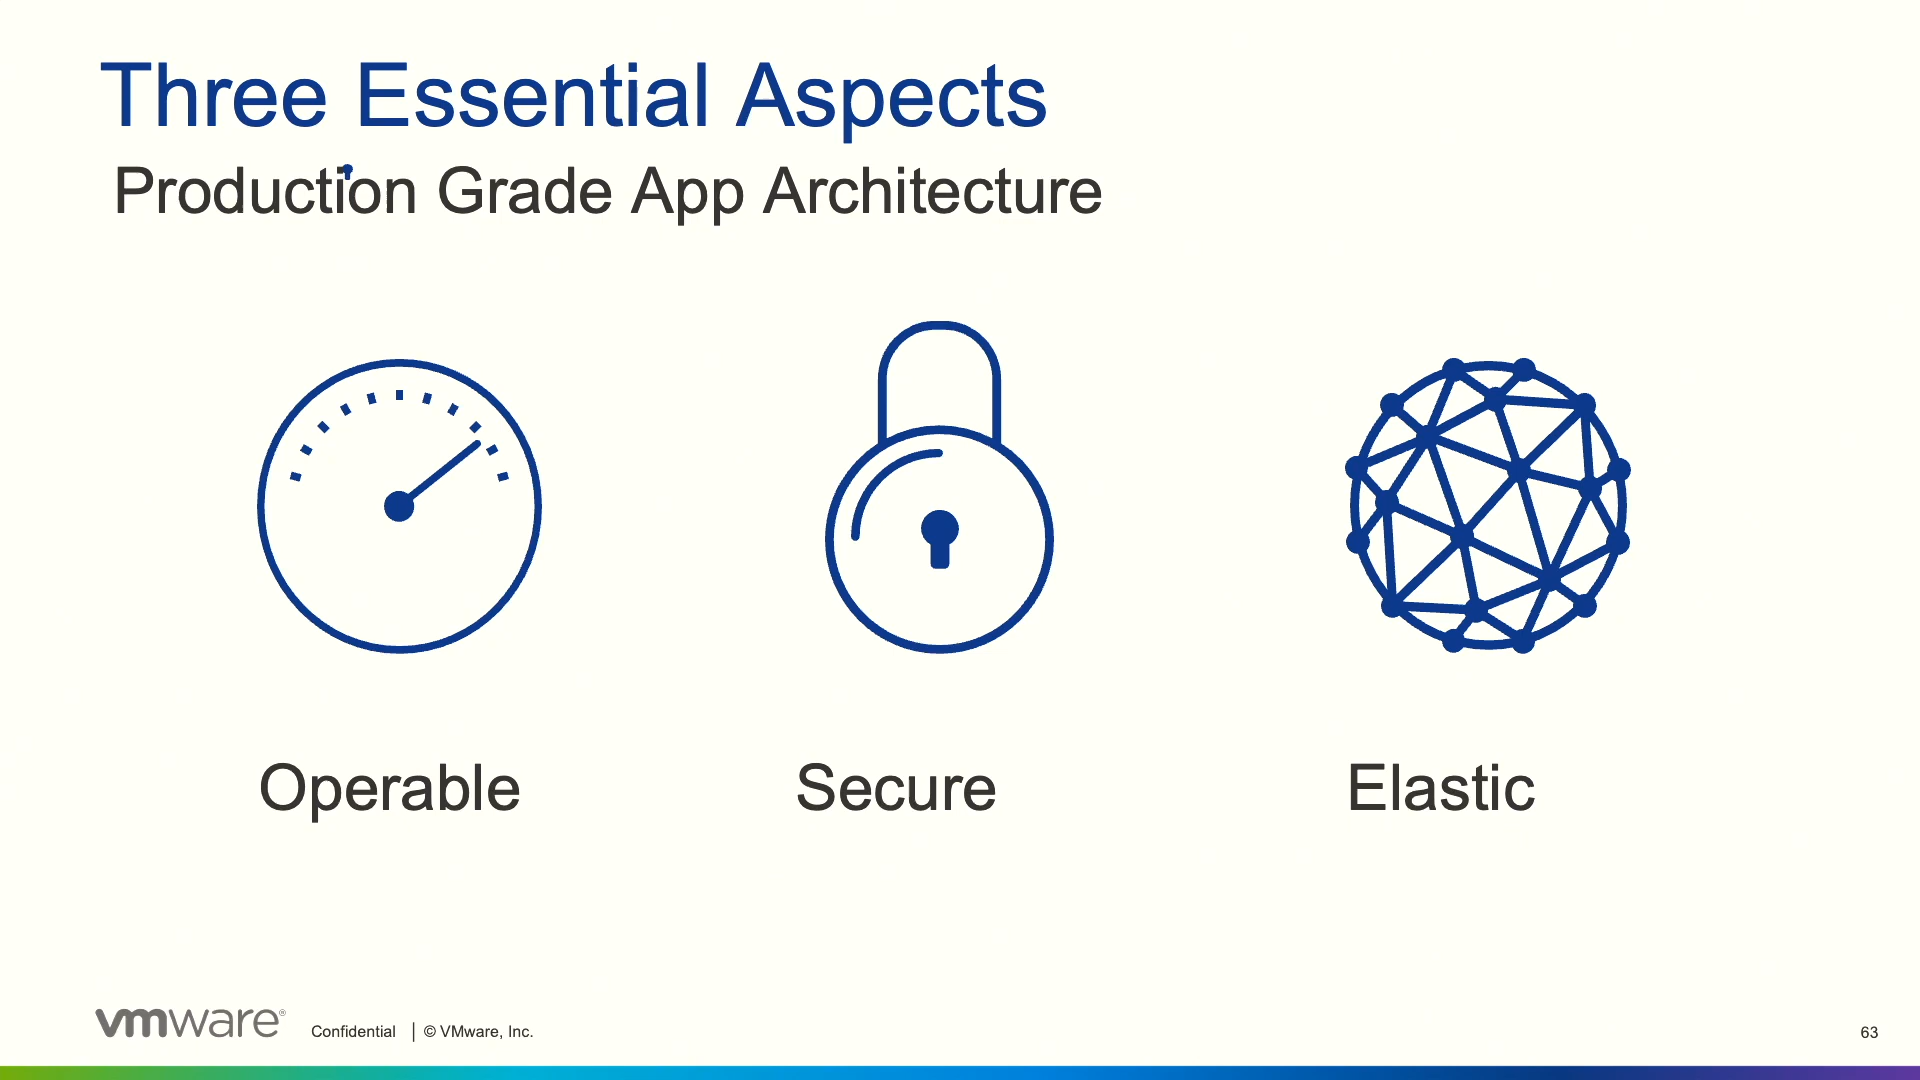 Three Essential Aspects
Production Grade App Architecture
Operable
Secure
Elastic
vmware®
Confidential │ © VMware, Inc.
63